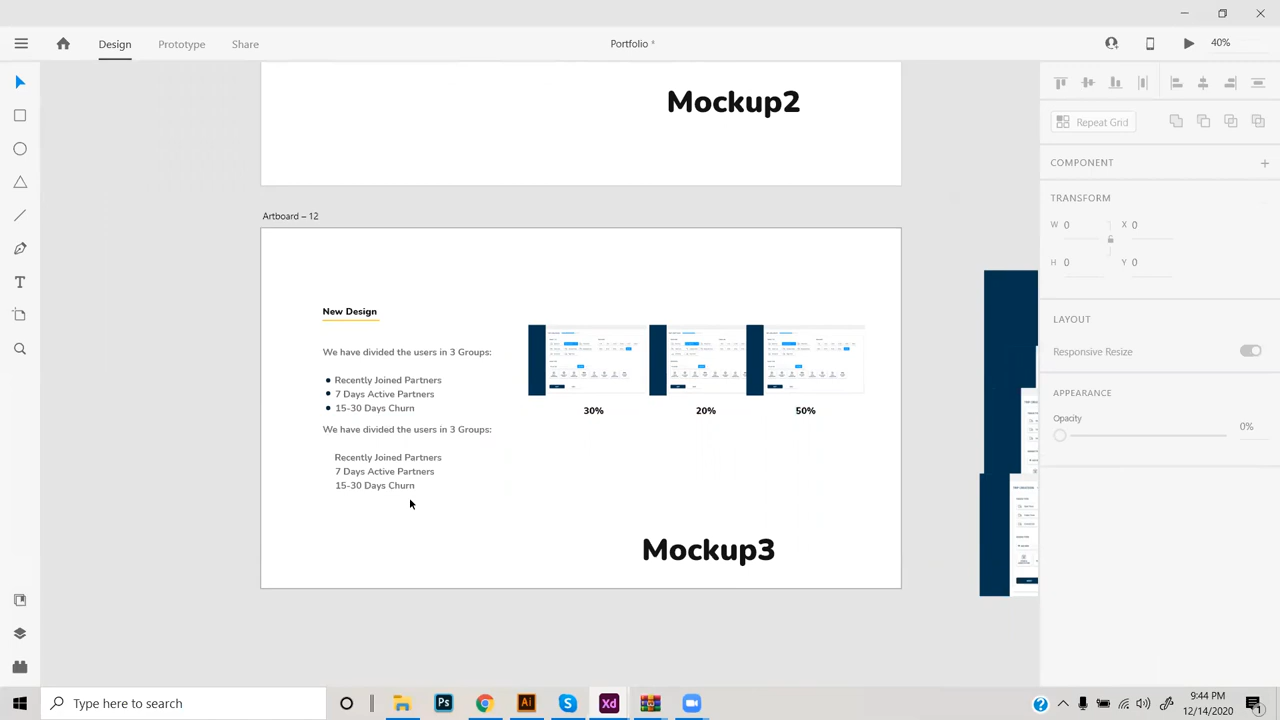 Design
Prototype
Share
Portfolio *
40%
Mockup2
Repeat Grid
COMPONENT
TRANSFORM
W 0
X 0
H 0
Y 0
Artboard – 12
New Design
We have divided the users in 3 Groups:
Recently Joined Partners
7 Days Active Partners
15-30 Days Churn
We have divided the users in 3 Groups:
Recently Joined Partners
7 Days Active Partners
15-30 Days Churn
30%
20%
50%
Mockup3
LAYOUT
Responsive Resize
APPEARANCE
Opacity
0%
Type here to search
Ps
Ai
Xd
9:44 PM
12/14/2020